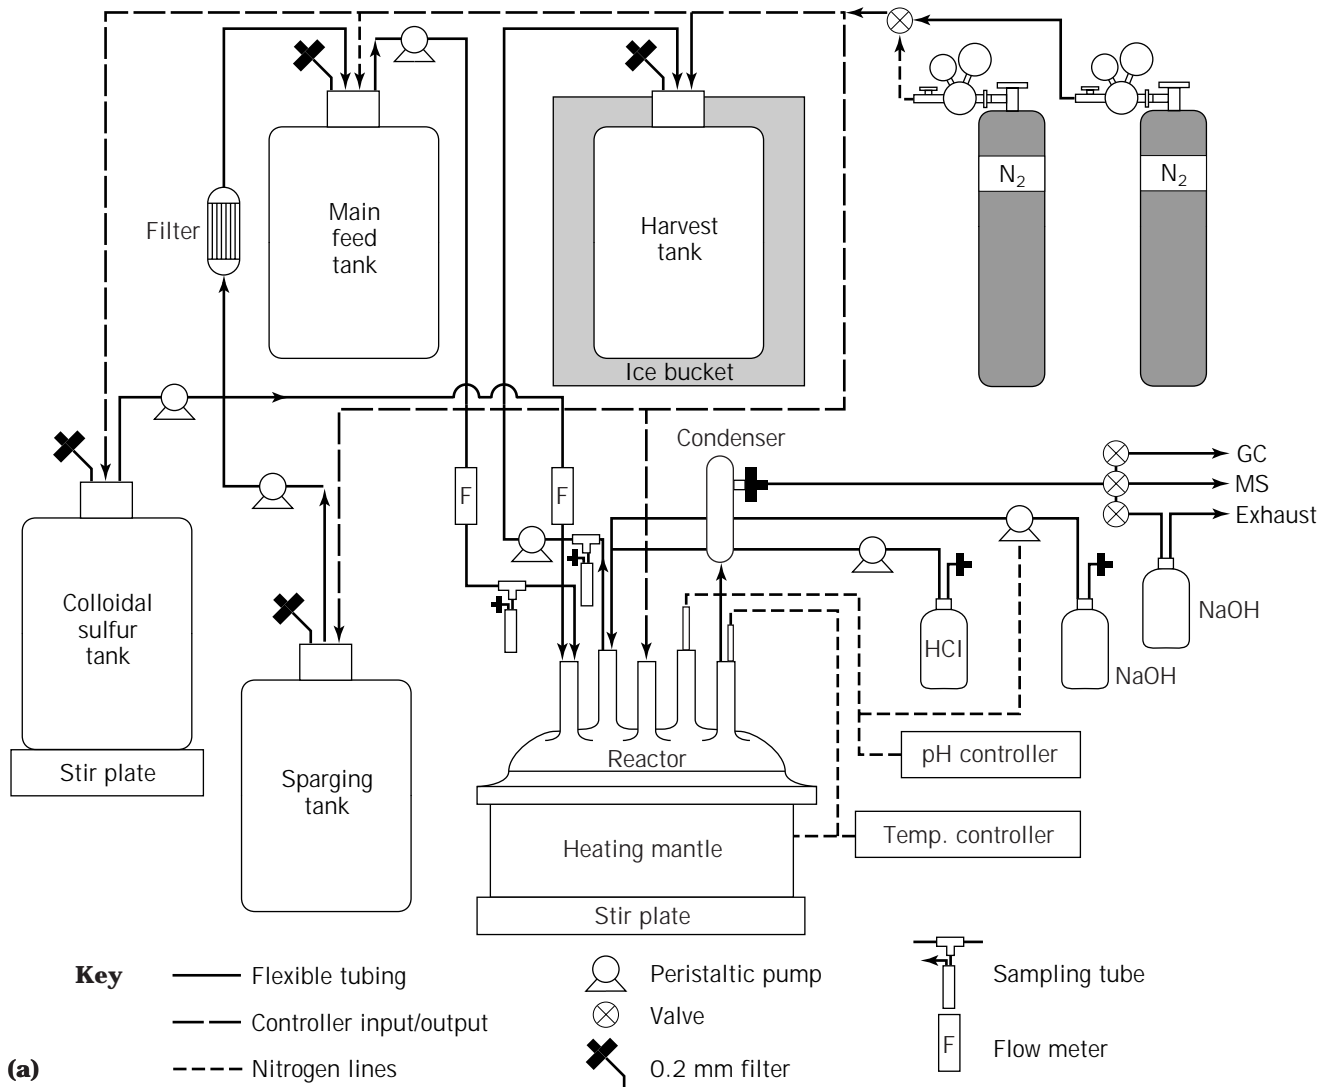 N2
N2
Filter
Main
feed
tank
Harvest
tank
Ice bucket
Condenser
GC
MS
Exhaust
F
F
Colloidal
sulfur
tank
NaOH
HCl
NaOH
Stir plate
Sparging
tank
Reactor
pH controller
Heating mantle
Temp. controller
Stir plate
Key
Flexible tubing
Peristaltic pump
Sampling tube
Controller input/output
Valve
F
Flow meter
(a)
Nitrogen lines
0.2 mm filter